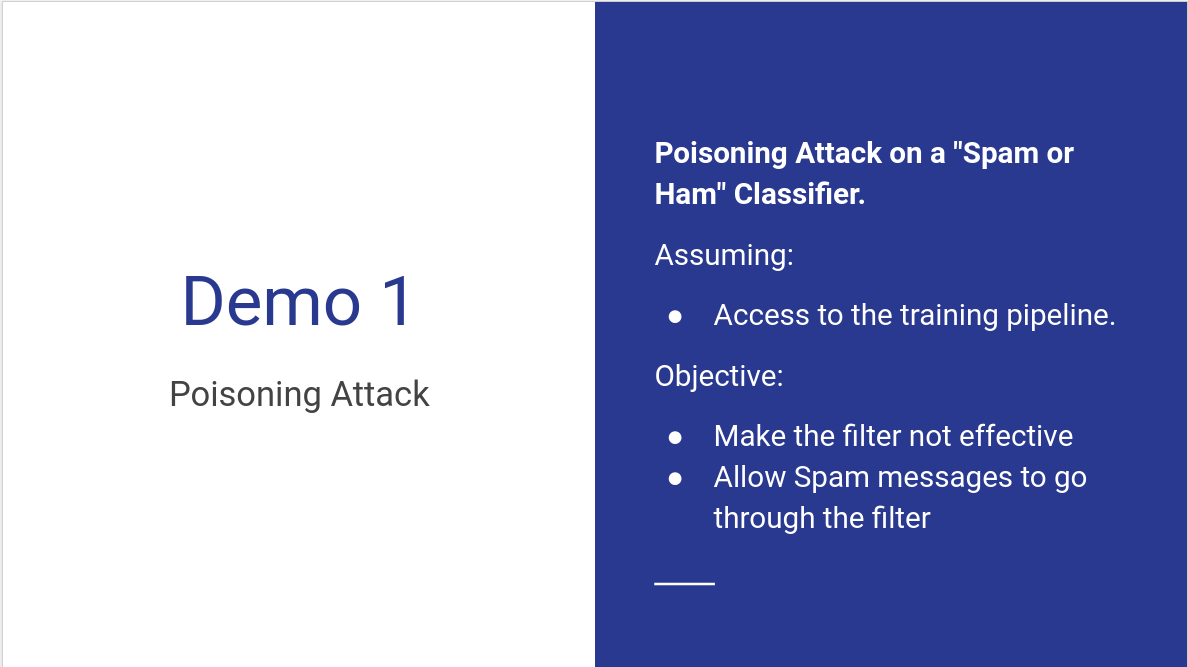 Demo 1
Poisoning Attack
Poisoning Attack on a "Spam or
Ham" Classifier.
Assuming:
● Access to the training pipeline.
Objective:
● Make the filter not effective
● Allow Spam messages to go
through the filter